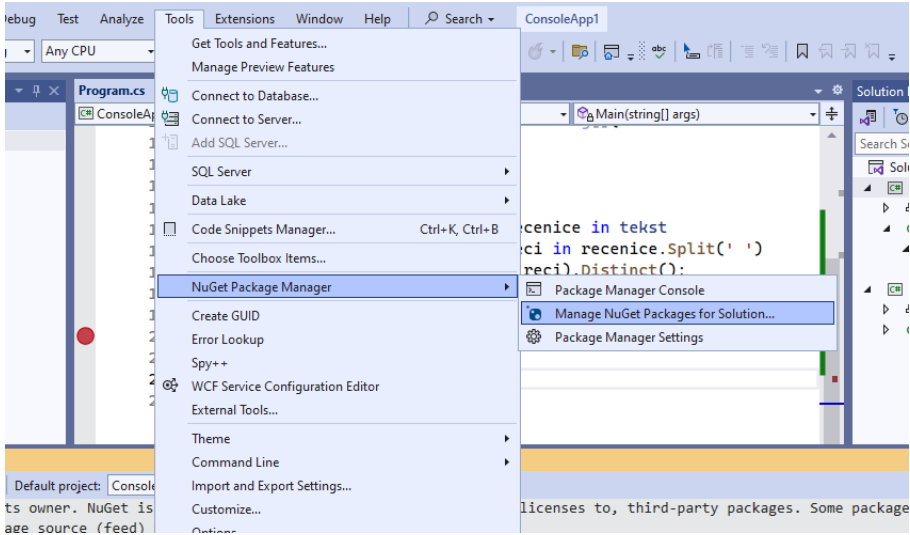 Debug Test Analyze Tools Extensions Window Help Search ConsoleApp1
Any CPU
Get Tools and Features...
Manage Preview Features
Program.cs
Connect to Database...
Solution
ConsoleAp
Connect to Server...
Main(string[] args)
Add SQL Server...
Search So
SQL Server
Data Lake
Code Snippets Manager... Ctrl+K, Ctrl+B
in tekst
in recenice.Split(' ')
Choose Toolbox Items...
reci).Distinct();
NuGet Package Manager
Package Manager Console
Manage NuGet Packages for Solution...
Package Manager Settings
Create GUID
Error Lookup
Spy++
WCF Service Configuration Editor
External Tools...
Theme
Command Line
Default project: Console
Import and Export Settings...
ts owner. NuGet is
Customize...
licenses to, third-party packages. Some package
age source (feed)
Options...